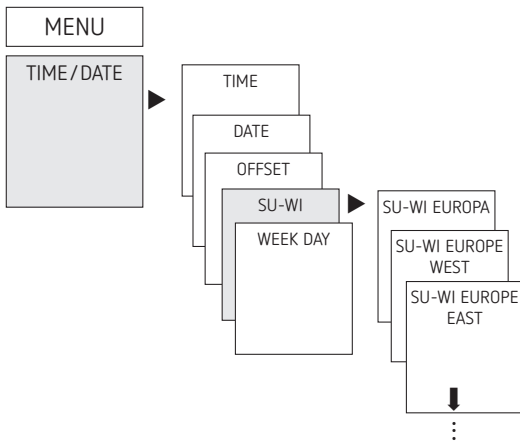 MENU
TIME/DATE
TIME
DATE
OFFSET
SU-WI
WEEK DAY
SU-WI EUROPA
SU-WI EUROPE
WEST
SU-WI EUROPE
EAST